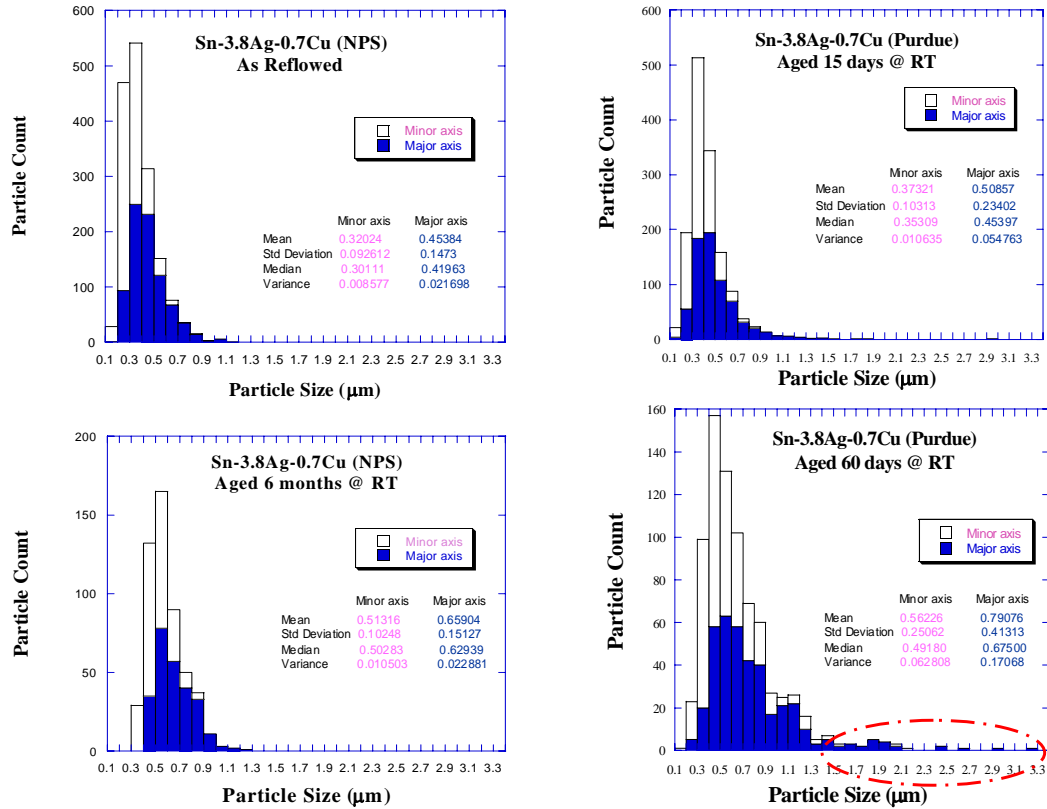 Sn-3.8Ag-0.7Cu (NPS)
As Reflowed
Particle Count
600
500
400
300
200
100
0
Minor axis
Major axis
Minor axis Major axis
Mean 0.32024 0.45384
Std Deviation 0.092612 0.1473
Median 0.30111 0.41963
Variance 0.008577 0.021698
0.1 0.3 0.5 0.7 0.9 1.1 1.3 1.5 1.7 1.9 2.1 2.3 2.5 2.7 2.9 3.1 3.3
Particle Size (μm)
Sn-3.8Ag-0.7Cu (Purdue)
Aged 15 days @ RT
Particle Count
600
500
400
300
200
100
0
Minor axis
Major axis
Minor axis Major axis
Mean 0.37321 0.50857
Std Deviation 0.10313 0.23402
Median 0.35309 0.45397
Variance 0.010635 0.054763
0.1 0.3 0.5 0.7 0.9 1.1 1.3 1.5 1.7 1.9 2.1 2.3 2.5 2.7 2.9 3.1 3.3
Particle Size (μm)
Sn-3.8Ag-0.7Cu (NPS)
Aged 6 months @ RT
Particle Count
200
150
100
50
0
Minor axis
Major axis
Minor axis Major axis
Mean 0.51316 0.65904
Std Deviation 0.10248 0.15127
Median 0.50283 0.62939
Variance 0.010503 0.022881
0.1 0.3 0.5 0.7 0.9 1.1 1.3 1.5 1.7 1.9 2.1 2.3 2.5 2.7 2.9 3.1 3.3
Particle Size (μm)
Sn-3.8Ag-0.7Cu (Purdue)
Aged 60 days @ RT
Particle Count
160
140
120
100
80
60
40
20
0
Minor axis
Major axis
Minor axis Major axis
Mean 0.56226 0.79076
Std Deviation 0.25062 0.41313
Median 0.49180 0.67500
Variance 0.062808 0.17068
0.1 0.3 0.5 0.7 0.9 1.1 1.3 1.5 1.7 1.9 2.1 2.3 2.5 2.7 2.9 3.1 3.3
Particle Size (μm)